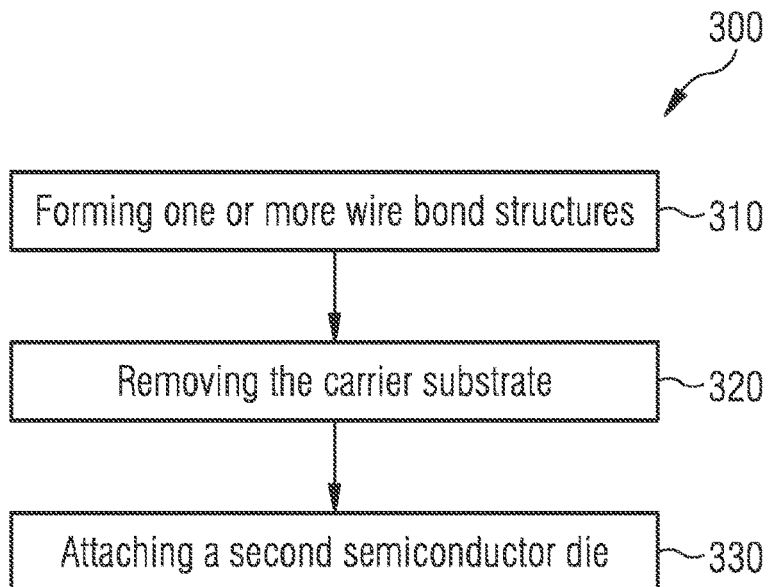 300
Forming one or more wire bond structures 310
Removing the carrier substrate 320
Attaching a second semiconductor die 330